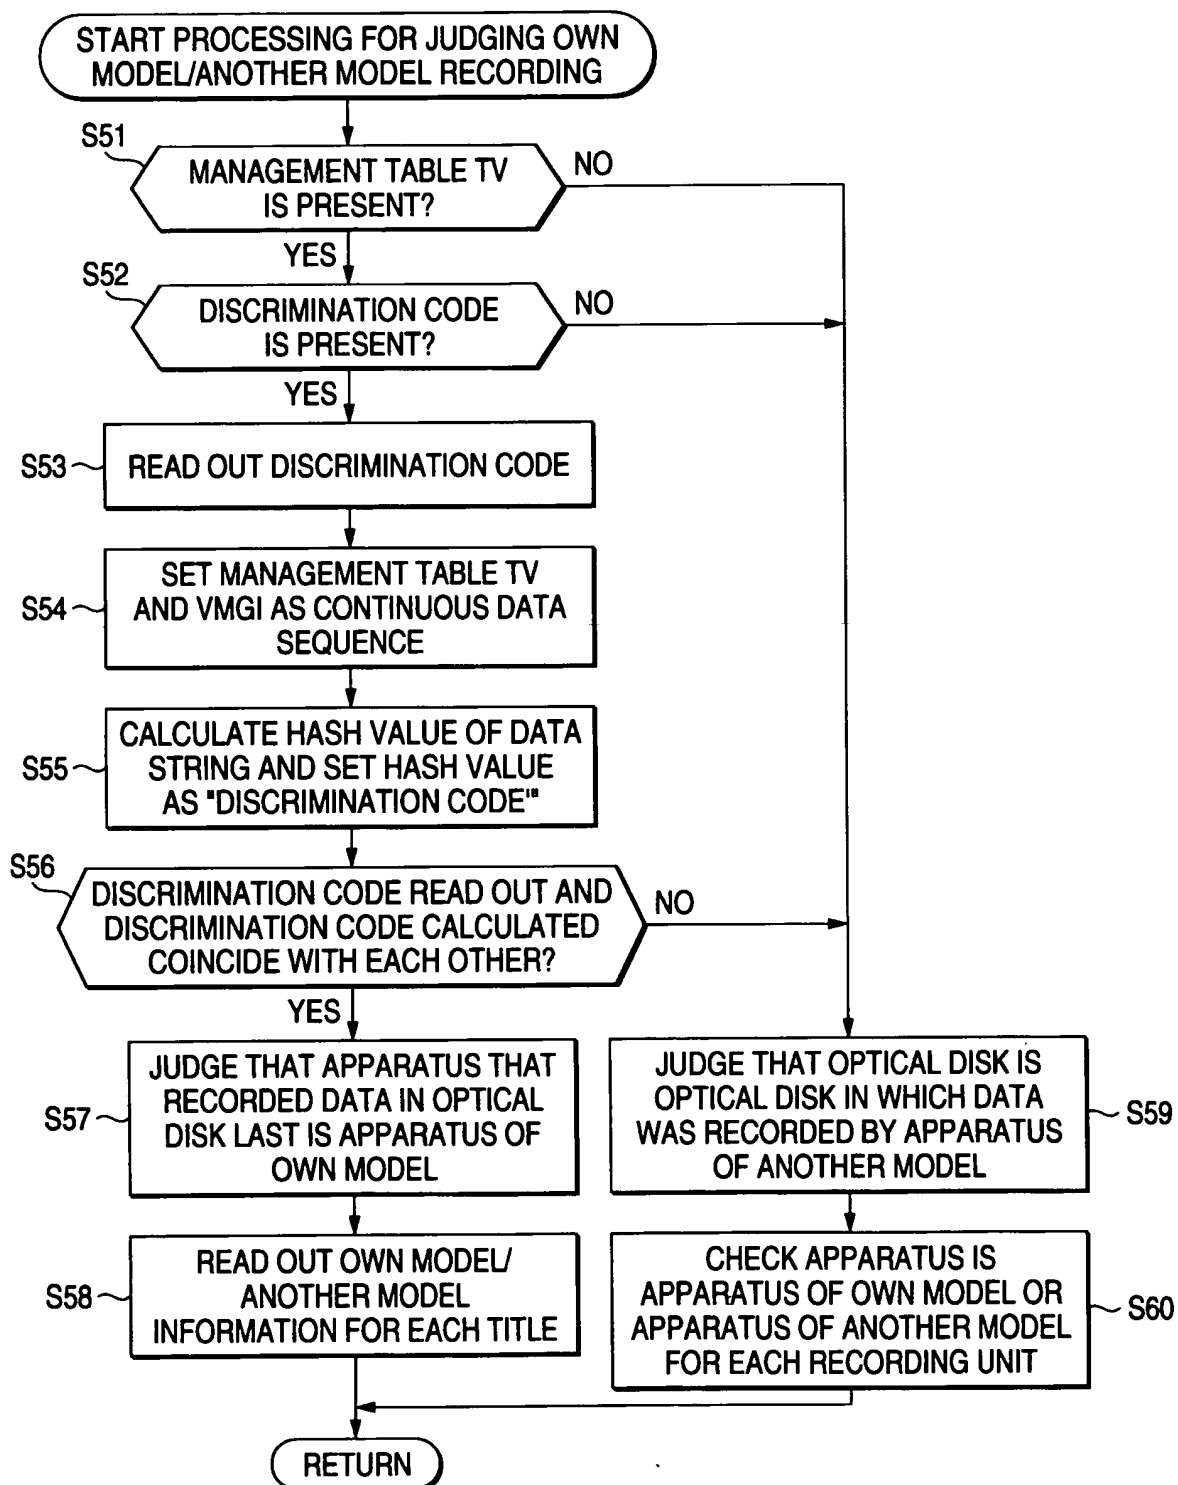 START PROCESSING FOR JUDGING OWN
MODEL/ANOTHER MODEL RECORDING
S51
MANAGEMENT TABLE TV
IS PRESENT?
NO
YES
S52
DISCRIMINATION CODE
IS PRESENT?
NO
YES
S53
READ OUT DISCRIMINATION CODE
S54
SET MANAGEMENT TABLE TV
AND VMGI AS CONTINUOUS DATA
SEQUENCE
S55
CALCULATE HASH VALUE OF DATA
STRING AND SET HASH VALUE
AS "DISCRIMINATION CODE'"
S56
DISCRIMINATION CODE READ OUT AND
DISCRIMINATION CODE CALCULATED
COINCIDE WITH EACH OTHER?
NO
YES
S57
JUDGE THAT APPARATUS THAT
RECORDED DATA IN OPTICAL
DISK LAST IS APPARATUS OF
OWN MODEL
JUDGE THAT OPTICAL DISK IS
OPTICAL DISK IN WHICH DATA
WAS RECORDED BY APPARATUS
OF ANOTHER MODEL
S59
S58
READ OUT OWN MODEL/
ANOTHER MODEL
INFORMATION FOR EACH TITLE
CHECK APPARATUS IS
APPARATUS OF OWN MODEL OR
APPARATUS OF ANOTHER MODEL
FOR EACH RECORDING UNIT
S60
RETURN